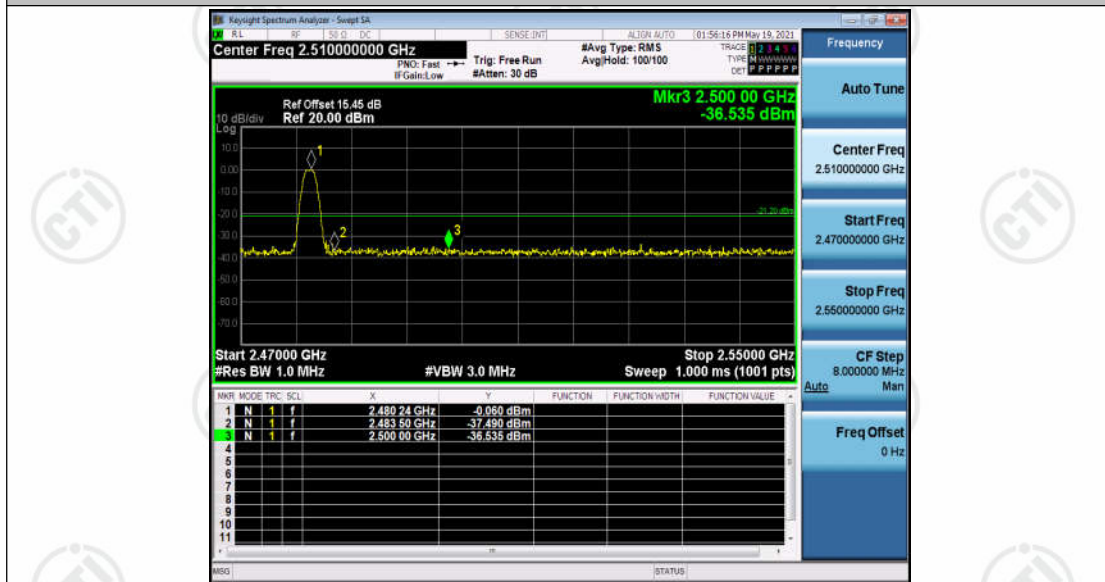 Keysight Spectrum Analyzer - Swept SA
RL RF 50 Ω DC SENSE:INT ALIGN AUTO 01:56:16 PM May 19, 2021
Center Freq 2.510000000 GHz
PNO: Fast
IFGain:Low
Trig: Free Run
#Atten: 30 dB
#Avg Type: RMS
Avg|Hold: 100/100
TRACE 1 2 3 4 5 6
TYPE M W W W W W
DET P P P P P P
Ref Offset 15.45 dB
Ref 20.00 dBm
10 dB/div
Log
Mkr3 2.500 00 GHz
-36.535 dBm
10.0
0.00
-10.0
-20.0
-30.0
-40.0
-50.0
-60.0
-70.0
1
2
3
-21.20 dBm
Start 2.47000 GHz
Stop 2.55000 GHz
#Res BW 1.0 MHz
#VBW 3.0 MHz
Sweep 1.000 ms (1001 pts)
MKR MODE TRC SCL X Y FUNCTION FUNCTION WIDTH FUNCTION VALUE
1 N 1 f 2.480 24 GHz -0.060 dBm
2 N 1 f 2.483 50 GHz -37.490 dBm
3 N 1 f 2.500 00 GHz -36.535 dBm
4
5
6
7
8
9
10
11
MSG
STATUS
Frequency
Auto Tune
Center Freq
2.510000000 GHz
Start Freq
2.470000000 GHz
Stop Freq
2.550000000 GHz
CF Step
8.000000 MHz
Auto Man
Freq Offset
0 Hz
CTI
CTI